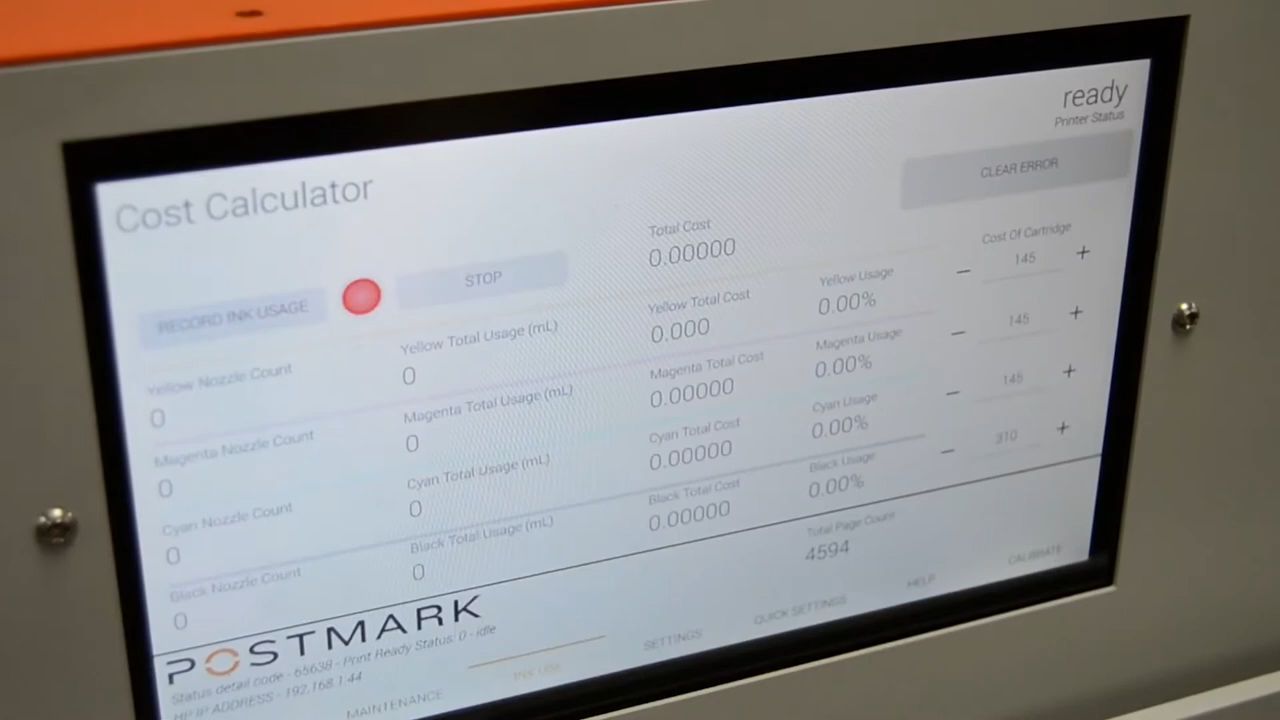 ready
Printer Status
CLEAR ERROR
Cost Calculator
RECORD INK USAGE
STOP
Total Cost
0.00000
Cost Of Cartridge
Yellow Nozzle Count
0
Yellow Total Usage (mL)
0
Yellow Total Cost
0.000
Yellow Usage
0.00%
— 145 +
Magenta Nozzle Count
0
Magenta Total Usage (mL)
0
Magenta Total Cost
0.00000
Magenta Usage
0.00%
— 145 +
Cyan Nozzle Count
0
Cyan Total Usage (mL)
0
Cyan Total Cost
0.00000
Cyan Usage
0.00%
— 145 +
Black Nozzle Count
0
Black Total Usage (mL)
0
Black Total Cost
0.00000
Black Usage
0.00%
— 310 +
Total Page Count
4594
POSTMARK
Status detail code - 65638 - Print Ready Status: 0 - idle
HP IP ADDRESS - 192.168.1.44
MAINTENANCE
INK USE
SETTINGS
QUICK SETTINGS
HELP
CALIBRATE